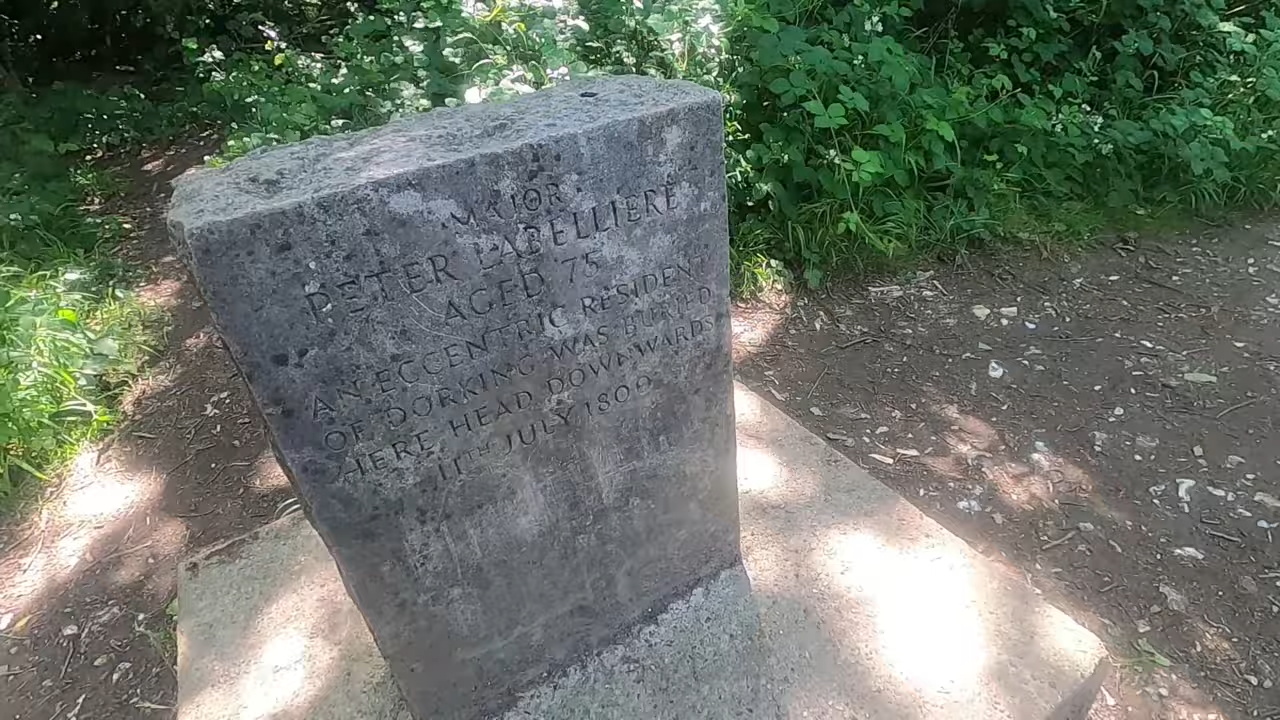 MAJOR
PETER LABELLIERE
AGED 75
AN ECCENTRIC RESIDENT
OF DORKING WAS BURIED
HERE HEAD DOWNWARDS
11TH JULY 1800